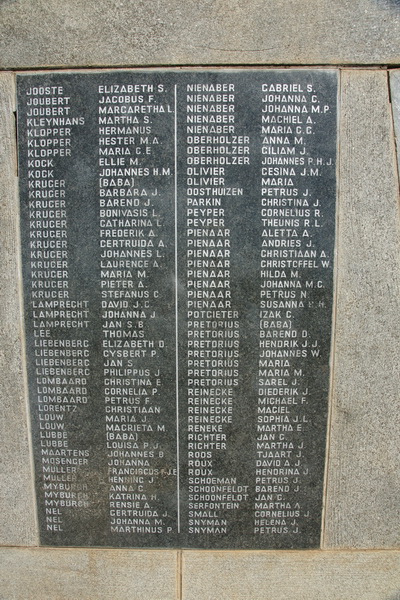 JOOSTE ELIZABETH S.
JOUBERT JACOBUS F.
JOUBERT MARGARETHA L.
KLEYNHANS MARTHA S.
KLOPPER HERMANUS
KLOPPER HESTER M.A.
KLOPPER MARIA C.E.
KOCK ELLIE M.
KOCK JOHANNES H.M.
KRUGER (BABA)
KRUGER BARBARA J.
KRUGER BAREND J.
KRUGER BONIVASIS L.
KRUGER CATHARINA L.
KRUGER FREDERIK A.
KRUGER GERTRUIDA A.
KRUGER JOHANNES L.
KRUGER LAURENCE A.
KRUGER MARIA M.
KRUGER PIETER A.
KRUGER STEFANUS C.
LAMPRECHT DAVID J.C.
LAMPRECHT JOHANNA J.
LAMPRECHT JAN S.B.
LEE THOMAS
LIEBENBERG ELIZABETH D.
LIEBENBERG GYSBERT P.
LIEBENBERG JAN S.
LIEBENBERG PHILIPPUS J.
LOMBAARD CHRISTINA E.
LOMBAARD CORNELIA P.
LOMBAARD PETRUS F.
LORENTZ CHRISTIAAN
LOUW MARIA J.
LOUW MAGRIETA M.
LUBBE (BABA)
LUBBE LOUISA P.J.
MAARTENS JOHANNES B.
MOSENGER JOHANNA
MULLER FRANCISCUS F.J.E.
MULLER HENNING J.
MYBURGH ANNA C.
MYBURGH KATRINA H.
MYBURGH RENSIE A.
NEL GERTRUIDA J.
NEL JOHANNA M.
NEL MARTHINUS P.
NIENABER GABRIEL S.
NIENABER JOHANNA C.
NIENABER JOHANNA M.P.
NIENABER MACHIEL A.
NIENABER MARIA C.G.
OBERHOLZER ANNA M.
OBERHOLZER CILIAM J.
OBERHOLZER JOHANNES P.H.J.
OLIVIER CESINA J.M.
OLIVIER MARIA
OOSTHUIZEN PETRUS J.
PARKIN CHRISTINA J.
PEYPER CORNELIUS R.
PEYPER THEUNIS R.L.
PIENAAR ALETTA A.
PIENAAR ANDRIES J.
PIENAAR CHRISTIAAN A.
PIENAAR CHRISTOFFEL W.
PIENAAR HILDA M.
PIENAAR JOHANNA M.C.
PIENAAR PETRUS N.
PIENAAR SUSANNA
POTGIETER IZAK C.
PRETORIUS (BABA)
PRETORIUS BAREND D.
PRETORIUS HENDRIK J.J.
PRETORIUS JOHANNES W.
PRETORIUS MARIA
PRETORIUS MARIA M.
PRETORIUS SAREL J.
REINECKE DIEDERIK J.
REINECKE MICHAEL F.
REINECKE MAGIEL
REINECKE SOPHIA J.L.
RENEKE MARTHA E.
RICHTER JAN G.
RICHTER MARTHA J.
ROOS TJAART J.
ROUX DAVID A.J.
ROUX HENDRINA J.
SCHOEMAN PETRUS J.
SCHOONFELDT BAREND J.
SCHOONFELDT JAN G.
SERFONTEIN MARTHA A.
SMALL CORNELIUS J.
SNYMAN HELENA J.
SNYMAN PETRUS J.